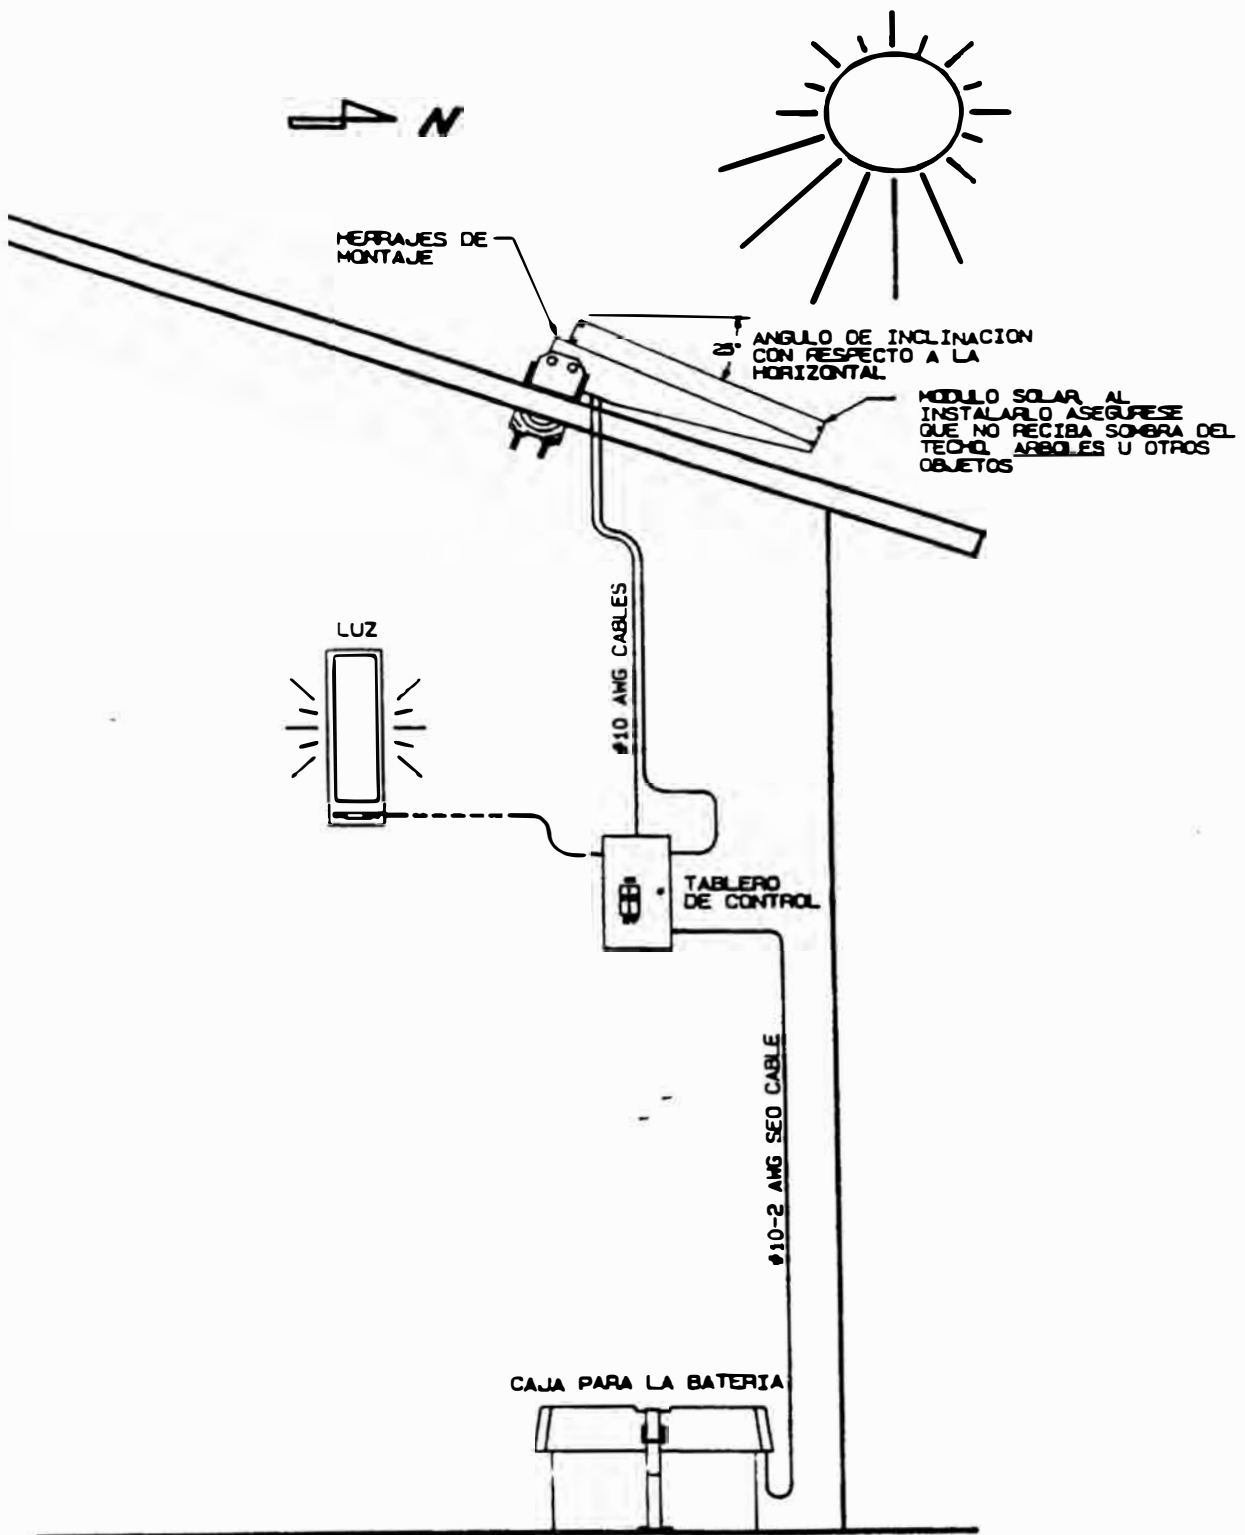 N
HERRAJES DE
MONTAJE
25°
ANGULO DE INCLINACION
CON RESPECTO A LA
HORIZONTAL
MODULO SOLAR, AL
INSTALARLO ASEGURESE
QUE NO RECIBA SOMBRA DEL
TECHO, ARBOLES U OTROS
OBJETOS
#10 AWG CABLES
LUZ
TABLERO
DE CONTROL
#10-2 AWG SEO CABLE
CAJA PARA LA BATERIA